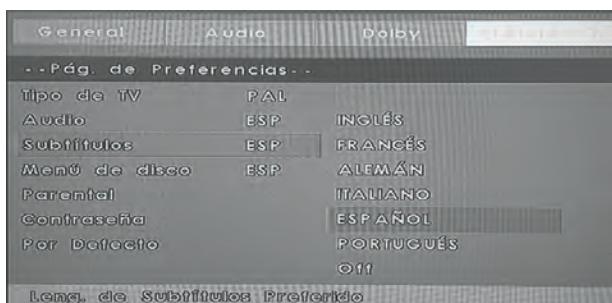 General Audio Dolby
--Pág. de Preferencias--
Tipo de TV PAL
Audio ESP INGLÉS
Subtítulos ESP FRANCÉS
Menú de disco ESP ALEMÁN
Parental ITALIANO
Contraseña ESPAÑOL
Por Defecto PORTUGUÉS
Off
Leng. de Subtítulos Preferido